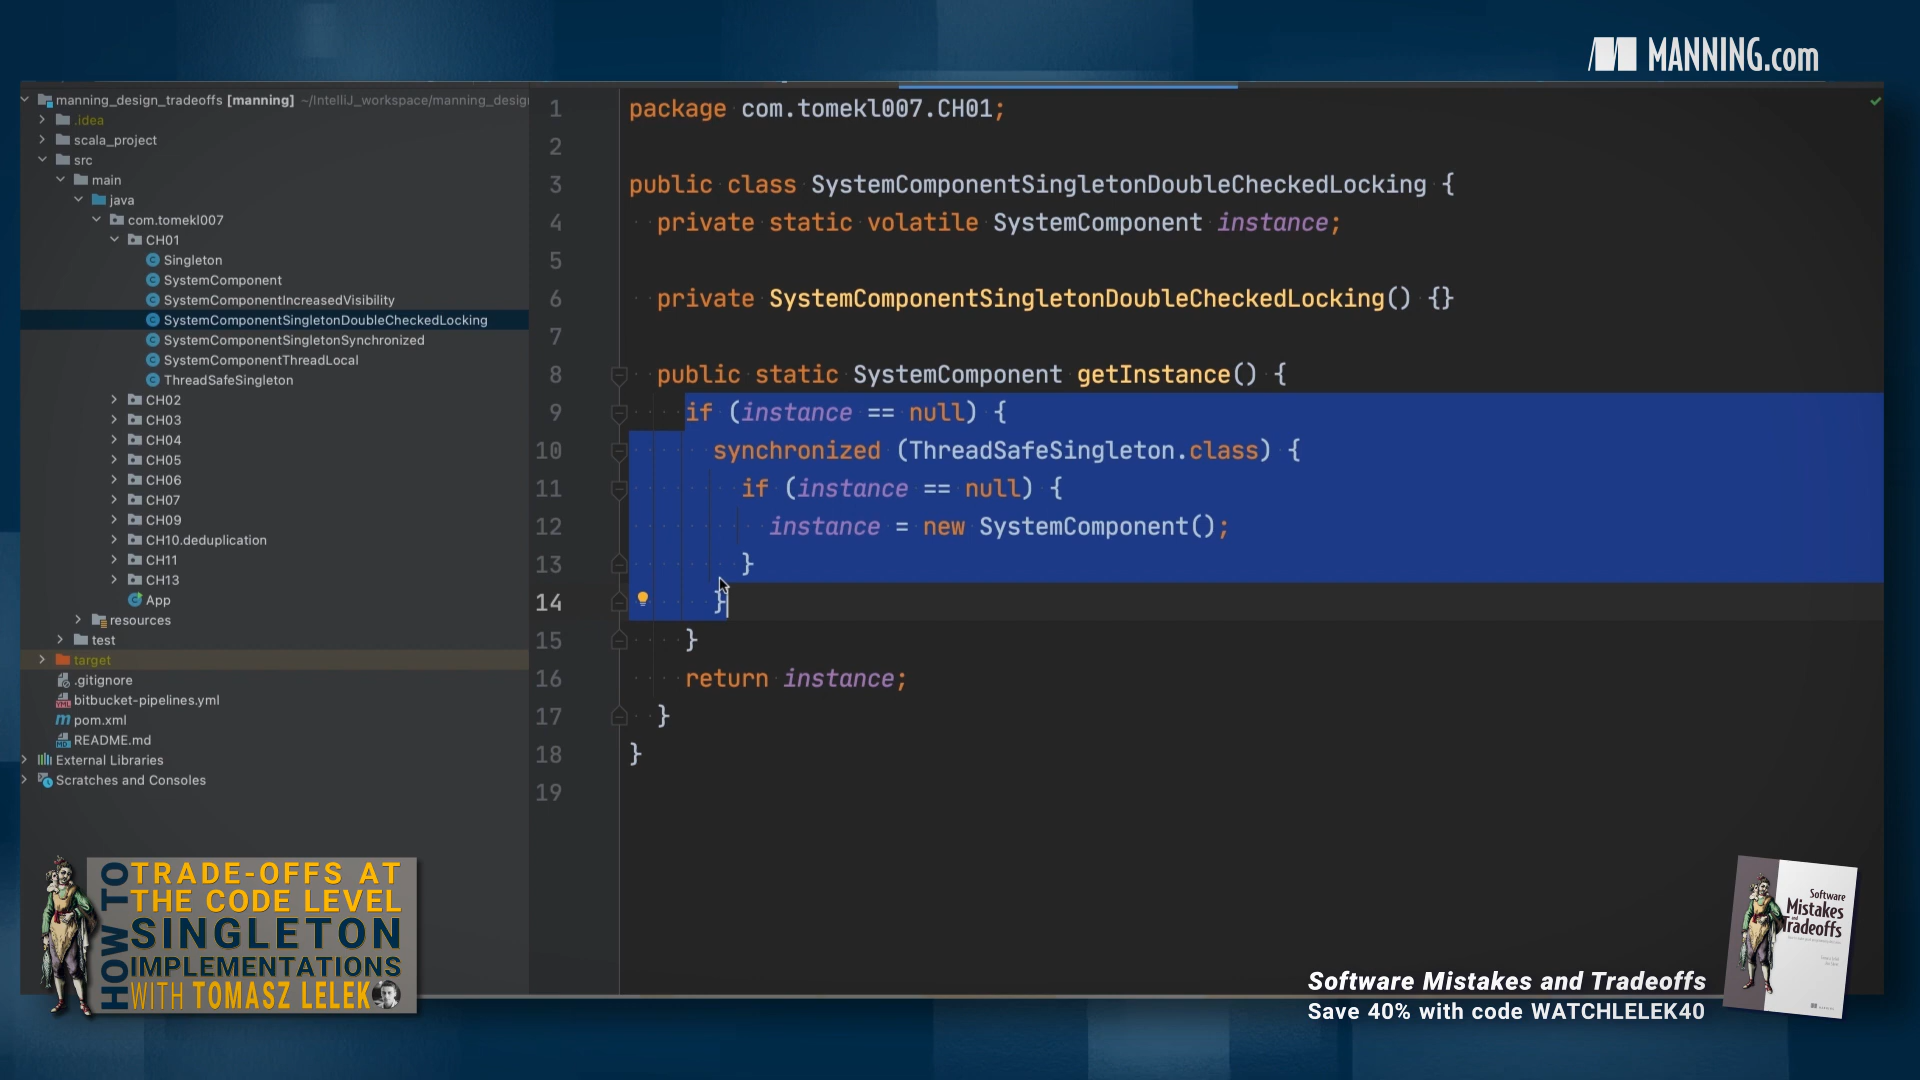 MANNING.com
manning_design_tradeoffs [manning] ~/IntelliJ_workspace/manning_desig
.idea
scala_project
src
main
java
com.tomekl007
CH01
Singleton
SystemComponent
SystemComponentIncreasedVisibility
SystemComponentSingletonDoubleCheckedLocking
SystemComponentSingletonSynchronized
SystemComponentThreadLocal
ThreadSafeSingleton
CH02
CH03
CH04
CH05
CH06
CH07
CH09
CH10.deduplication
CH11
CH13
App
resources
test
target
.gitignore
bitbucket-pipelines.yml
pom.xml
README.md
External Libraries
Scratches and Consoles
1 package com.tomekl007.CH01;
2
3 public class SystemComponentSingletonDoubleCheckedLocking {
4 private static volatile SystemComponent instance;
5
6 private SystemComponentSingletonDoubleCheckedLocking() {}
7
8 public static SystemComponent getInstance() {
9 if (instance == null) {
10 synchronized (ThreadSafeSingleton.class) {
11 if (instance == null) {
12 instance = new SystemComponent();
13 }
14 }
15 }
16 return instance;
17 }
18 }
19
HOW TO
TRADE-OFFS AT
THE CODE LEVEL
SINGLETON
IMPLEMENTATIONS
WITH TOMASZ LELEK
Software Mistakes and Tradeoffs
Save 40% with code WATCHLELEK40
Software
Mistakes
and
Tradeoffs